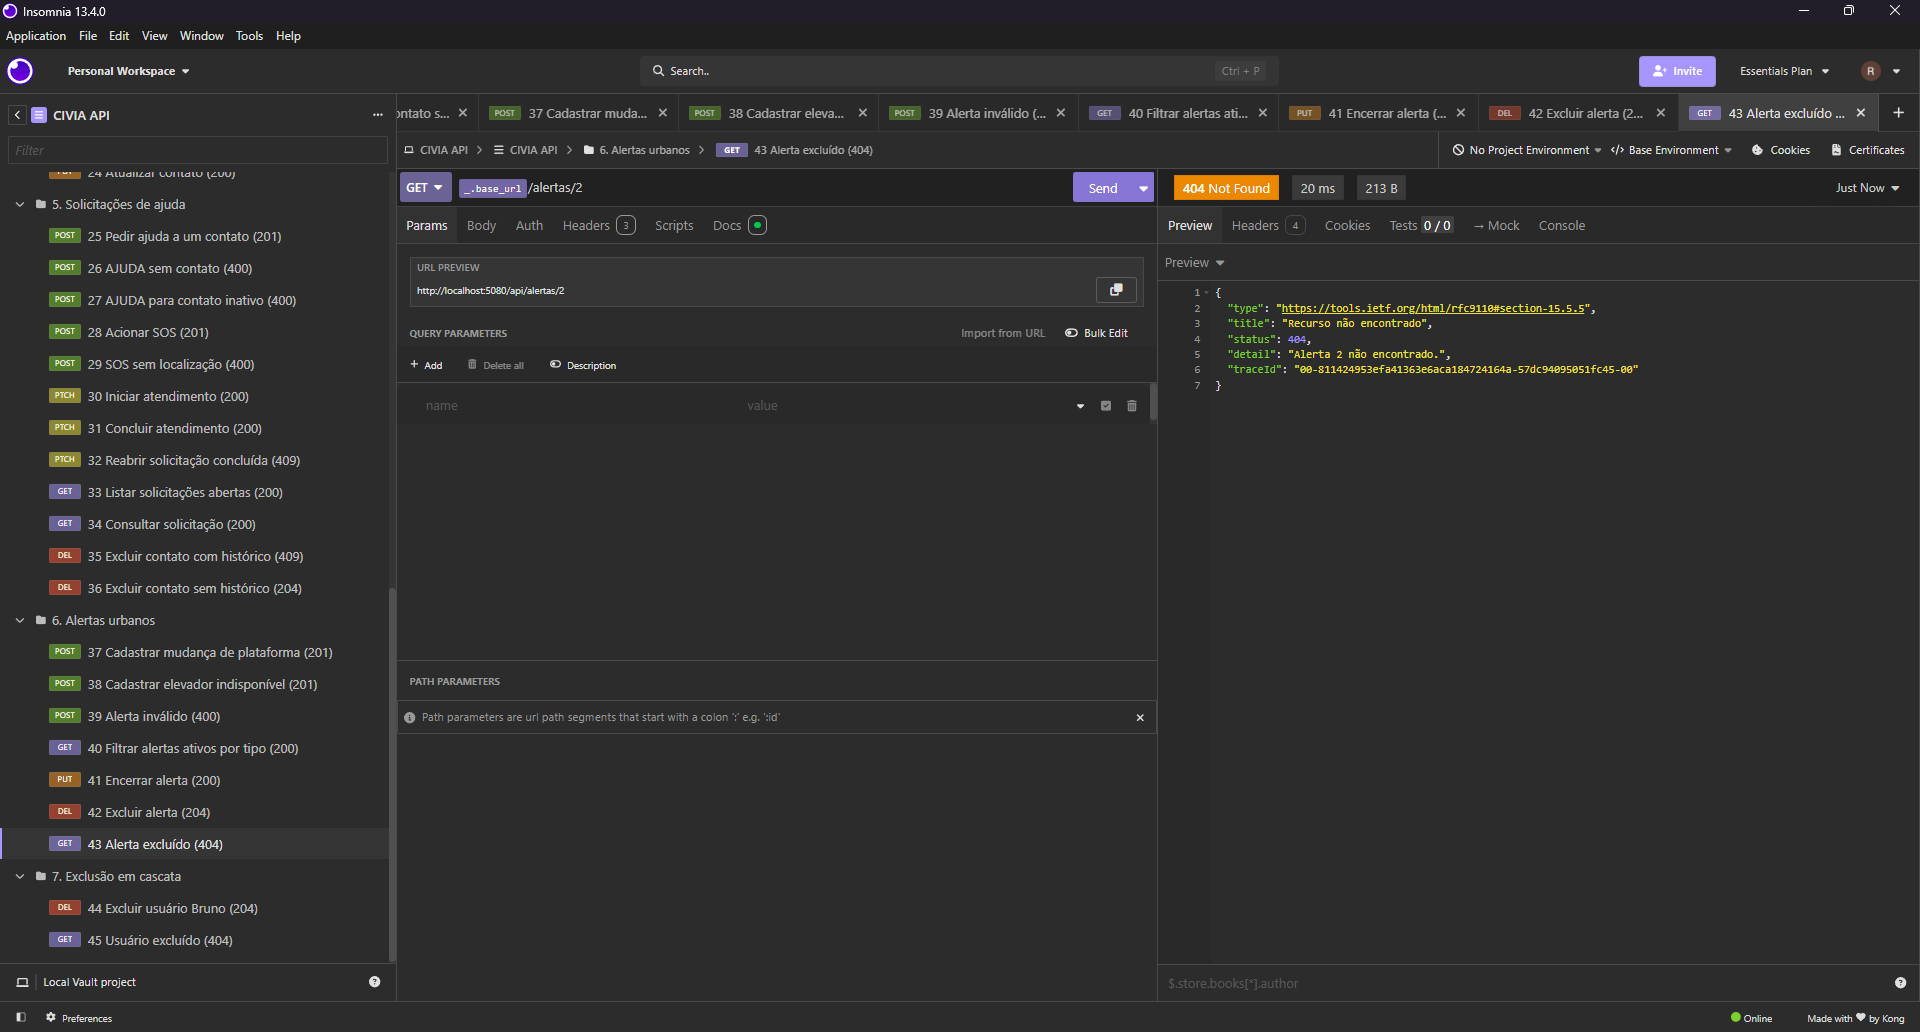 Insomnia 13.4.0
Application File Edit View Window Tools Help
Personal Workspace
Search..
Ctrl + P
Invite
Essentials Plan
R
CIVIA API
ontato s...
POST 37 Cadastrar muda...
POST 38 Cadastrar eleva...
POST 39 Alerta inválido (...
GET 40 Filtrar alertas ati...
PUT 41 Encerrar alerta (...
DEL 42 Excluir alerta (2...
GET 43 Alerta excluído ...
Filter
CIVIA API > CIVIA API > 6. Alertas urbanos > GET 43 Alerta excluído (404)
No Project Environment
Base Environment
Cookies
Certificates
24 Atualizar contato (200)
5. Solicitações de ajuda
POST 25 Pedir ajuda a um contato (201)
POST 26 AJUDA sem contato (400)
POST 27 AJUDA para contato inativo (400)
POST 28 Acionar SOS (201)
POST 29 SOS sem localização (400)
PTCH 30 Iniciar atendimento (200)
PTCH 31 Concluir atendimento (200)
PTCH 32 Reabrir solicitação concluída (409)
GET 33 Listar solicitações abertas (200)
GET 34 Consultar solicitação (200)
DEL 35 Excluir contato com histórico (409)
DEL 36 Excluir contato sem histórico (204)
6. Alertas urbanos
POST 37 Cadastrar mudança de plataforma (201)
POST 38 Cadastrar elevador indisponível (201)
POST 39 Alerta inválido (400)
GET 40 Filtrar alertas ativos por tipo (200)
PUT 41 Encerrar alerta (200)
DEL 42 Excluir alerta (204)
GET 43 Alerta excluído (404)
7. Exclusão em cascata
DEL 44 Excluir usuário Bruno (204)
GET 45 Usuário excluído (404)
Local Vault project
GET
_.base_url /alertas/2
Send
Params Body Auth Headers 3 Scripts Docs
URL PREVIEW
http://localhost:5080/api/alertas/2
QUERY PARAMETERS
Import from URL
Bulk Edit
+ Add
Delete all
Description
name value
PATH PARAMETERS
Path parameters are url path segments that start with a colon ':' e.g. ':id'
404 Not Found
20 ms
213 B
Just Now
Preview Headers 4 Cookies Tests 0 / 0 → Mock Console
Preview
1 {
2 "type": "https://tools.ietf.org/html/rfc9110#section-15.5.5",
3 "title": "Recurso não encontrado",
4 "status": 404,
5 "detail": "Alerta 2 não encontrado.",
6 "traceId": "00-811424953efa41363e6aca184724164a-57dc94095051fc45-00"
7 }
$.store.books[*].author
Preferences
Online
Made with ♥ by Kong